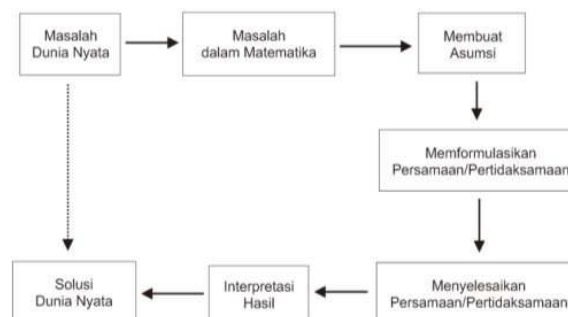 Masalah
Dunia Nyata
Masalah
dalam Matematika
Membuat
Asumsi
Memformulasikan
Persamaan/Pertidaksamaan
Menyelesaikan
Persamaan/Pertidaksamaan
Interpretasi
Hasil
Solusi
Dunia Nyata